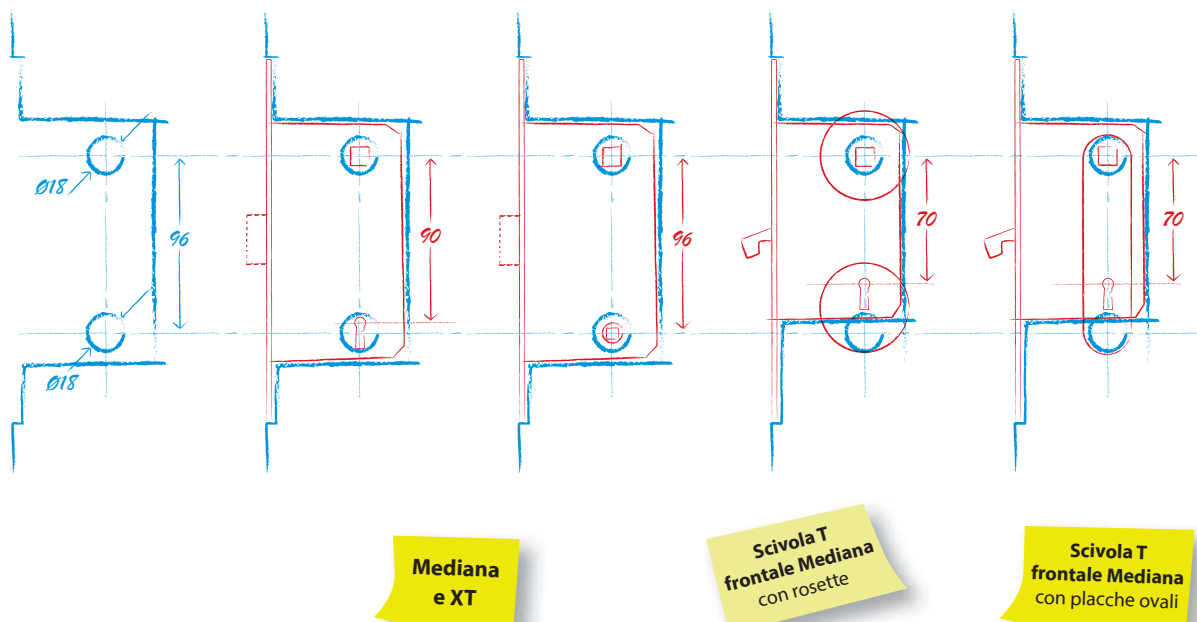 Ø18
96
Ø18
90
96
70
70
Mediana
e XT
Scivola T
frontale Mediana
con rosette
Scivola T
frontale Mediana
con placche ovali